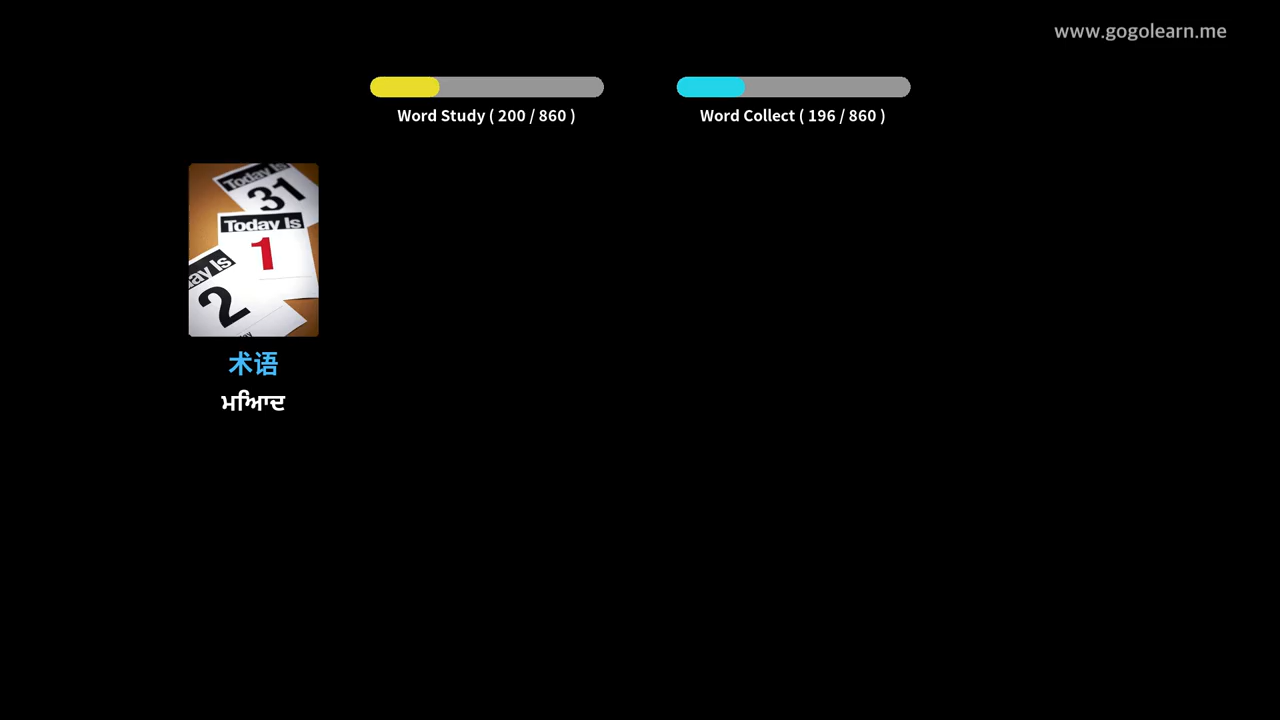 www.gogolearn.me
Word Study ( 200 / 860 )
Word Collect ( 196 / 860 )
Today Is
31
Today Is
1
ay Is
2
术语
ਮਿਆਦ